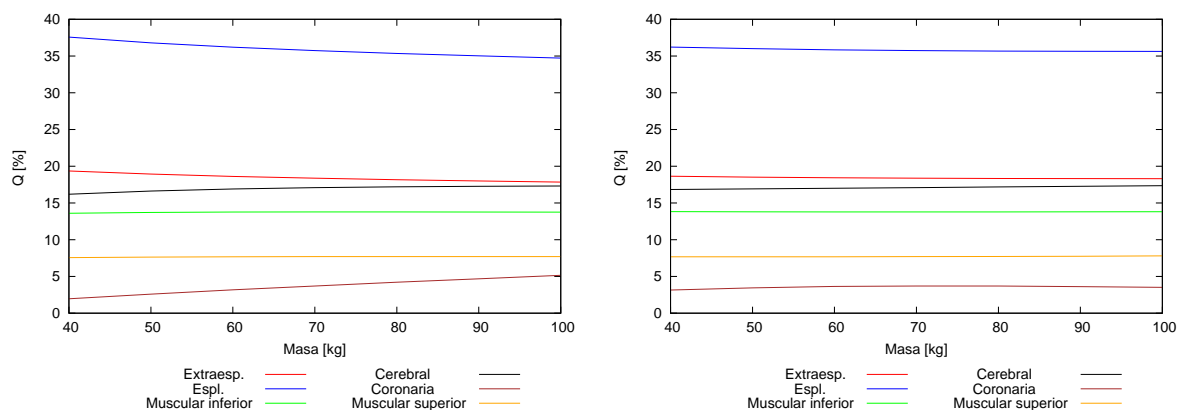 40
35
30
25
20
15
10
5
0
Q [%]
40 50 60 70 80 90 100
Masa [kg]
Extraesp. Cerebral
Espl. Coronaria
Muscular inferior Muscular superior
40
35
30
25
20
15
10
5
0
Q [%]
40 50 60 70 80 90 100
Masa [kg]
Extraesp. Cerebral
Espl. Coronaria
Muscular inferior Muscular superior